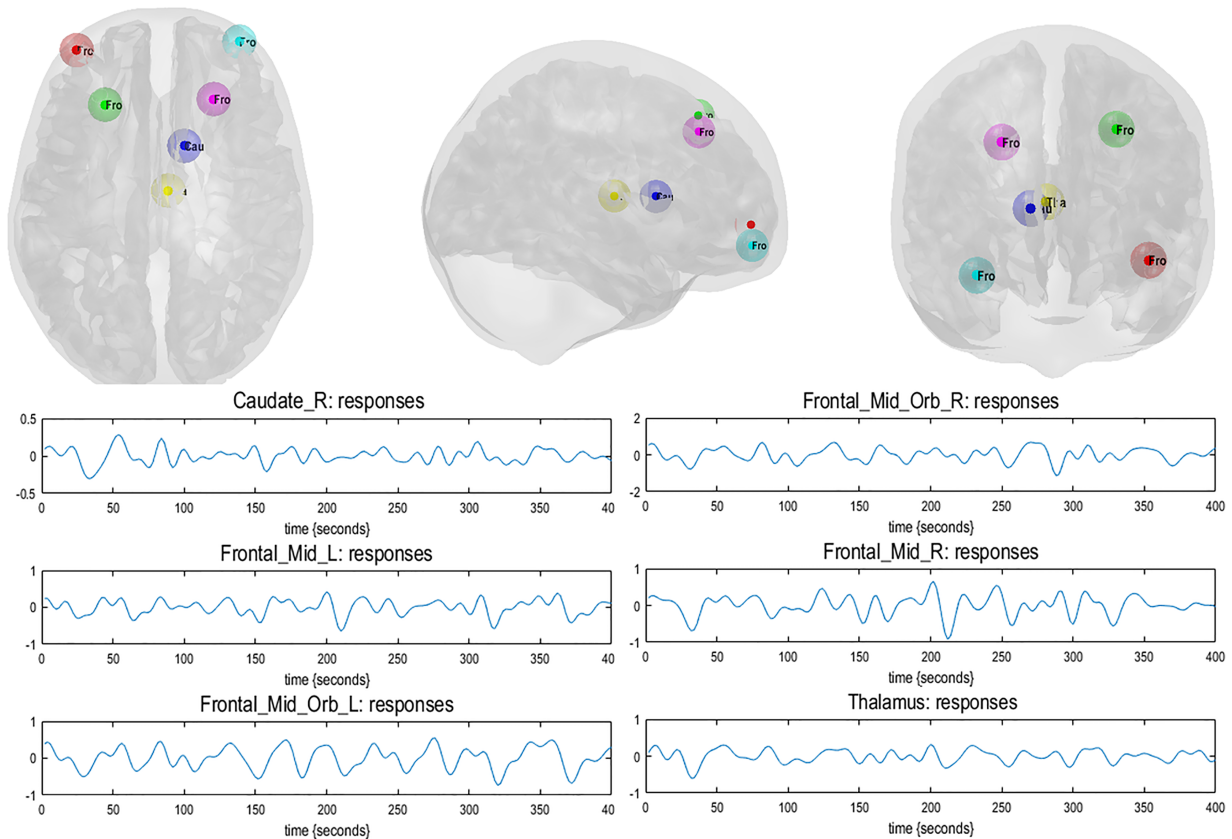 Fro
Fro
Fro
Cau
Fro
Fro
Cau
Fro
Fro
Fro
Tha
Fro
Fro
Caudate_R: responses
0.5
0
-0.5
0 50 100 150 200 250 300 350 40
time {seconds}
Frontal_Mid_Orb_R: responses
2
0
-2
0 50 100 150 200 250 300 350 400
time {seconds}
Frontal_Mid_L: responses
1
0
-1
0 50 100 150 200 250 300 350 40
time {seconds}
Frontal_Mid_R: responses
1
0
-1
0 50 100 150 200 250 300 350 400
time {seconds}
Frontal_Mid_Orb_L: responses
1
0
-1
0 50 100 150 200 250 300 350 40
time {seconds}
Thalamus: responses
1
0
-1
0 50 100 150 200 250 300 350 400
time {seconds}